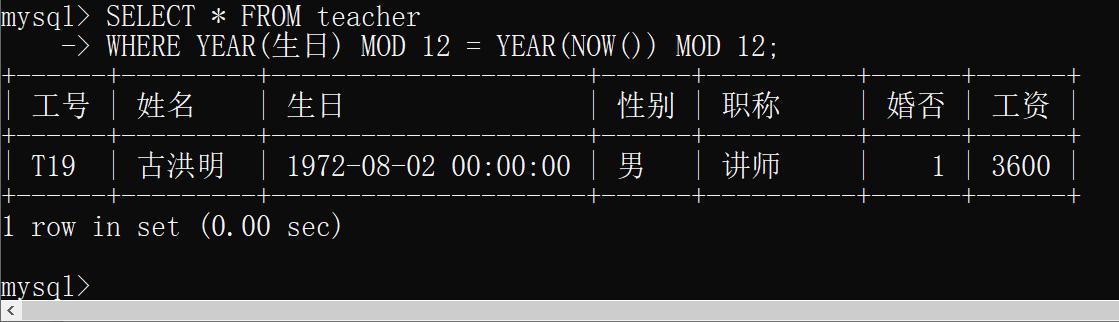 mysql> SELECT * FROM teacher
    -> WHERE YEAR(生日) MOD 12 = YEAR(NOW()) MOD 12;
+------+---------+---------------------+------+----------+------+------+
| 工号 | 姓名    | 生日                | 性别 | 职称     | 婚否 | 工资 |
+------+---------+---------------------+------+----------+------+------+
| T19  | 古洪明  | 1972-08-02 00:00:00 | 男   | 讲师     |    1 | 3600 |
+------+---------+---------------------+------+----------+------+------+
1 row in set (0.00 sec)
mysql>